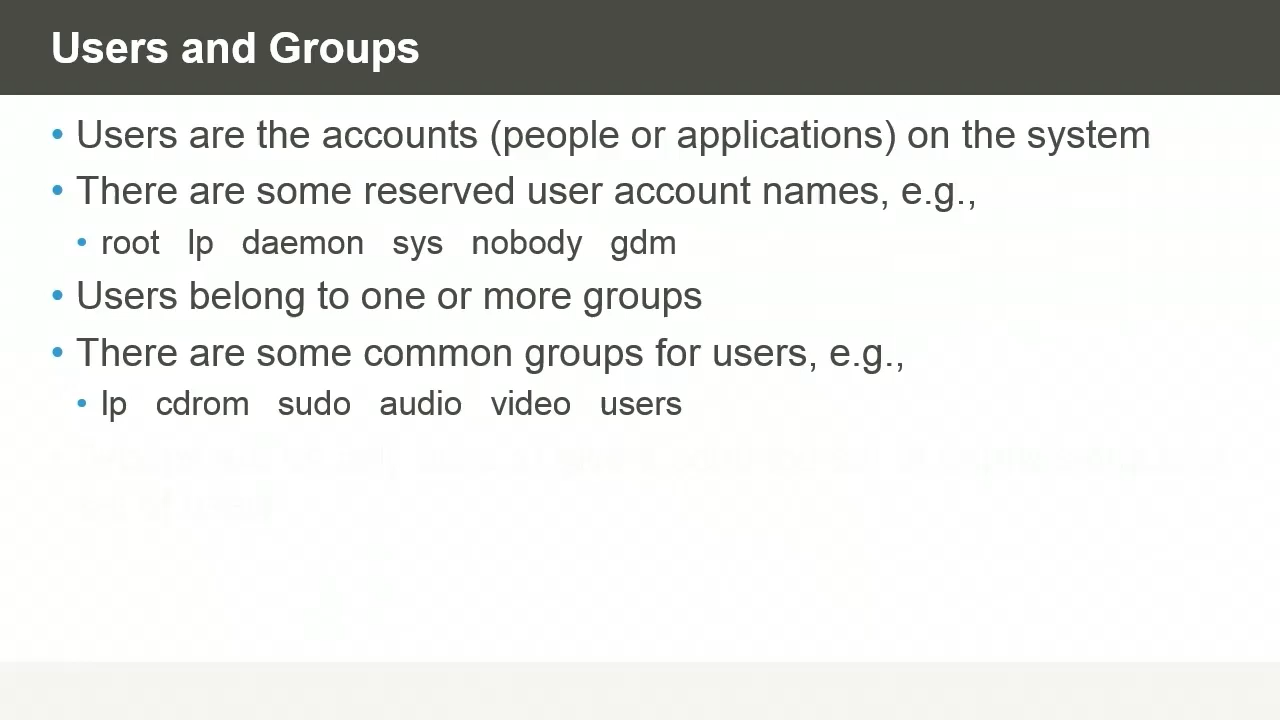 Users and Groups
• Users are the accounts (people or applications) on the system
• There are some reserved user account names, e.g.,
• root lp daemon sys nobody gdm
• Users belong to one or more groups
• There are some common groups for users, e.g.,
• lp cdrom sudo audio video users